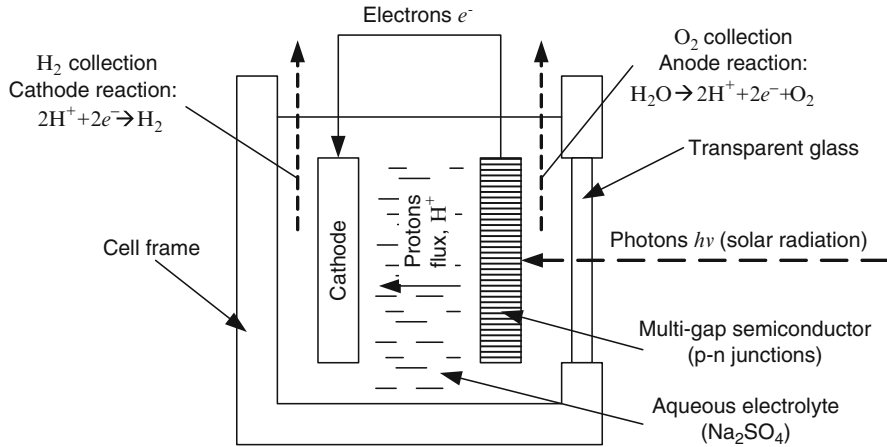 Electrons e⁻
H₂ collection
Cathode reaction:
2H⁺+2e⁻→H₂
O₂ collection
Anode reaction:
H₂O→2H⁺+2e⁻+O₂
Transparent glass
Cell frame
Cathode
Protons
flux, H⁺
Photons hν (solar radiation)
Multi-gap semiconductor
(p-n junctions)
Aqueous electrolyte
(Na₂SO₄)